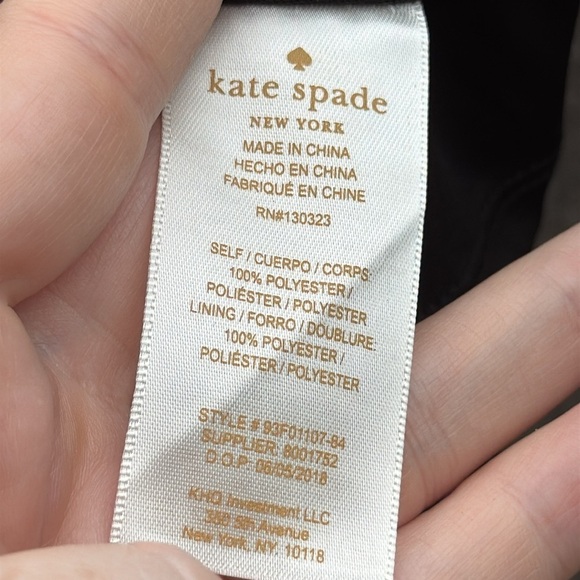 kate spade
NEW YORK
MADE IN CHINA
HECHO EN CHINA
FABRIQUÉ EN CHINE
RN#130323
SELF / CUERPO / CORPS
100% POLYESTER /
POLIÉSTER / POLYESTER
LINING / FORRO / DOUBLURE
100% POLYESTER /
POLIÉSTER / POLYESTER
STYLE # 93F01107-84
SUPPLIER 8001752
D.O.P: 06/05/2018
KHQ Investment LLC
5th Avenue
New York, NY. 10118